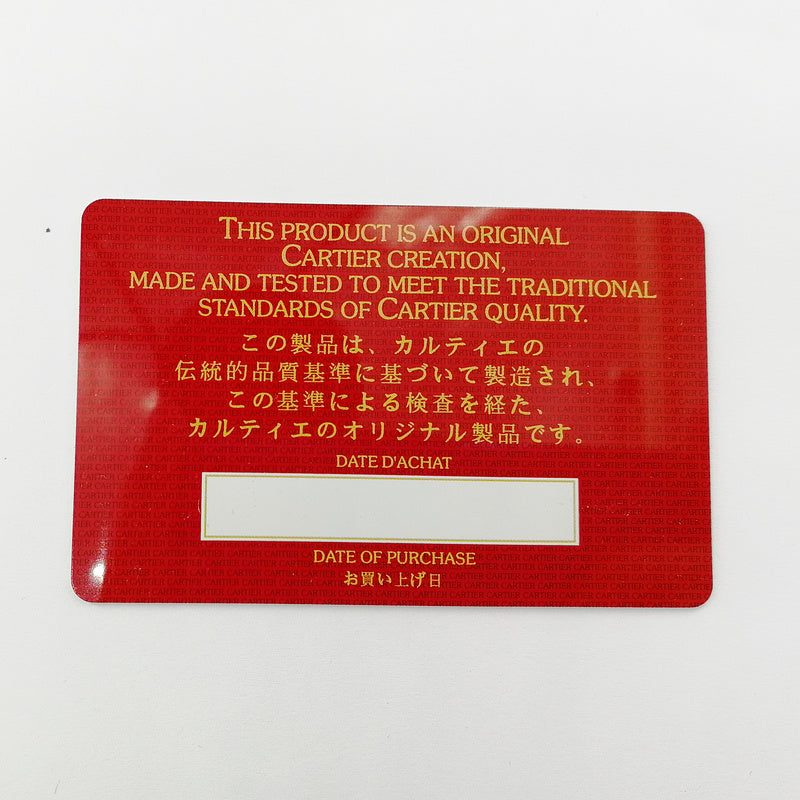 THIS PRODUCT IS AN ORIGINAL
CARTIER CREATION,
MADE AND TESTED TO MEET THE TRADITIONAL
STANDARDS OF CARTIER QUALITY.
この製品は、カルティエの
伝統的品質基準に基づいて製造され、
この基準による検査を経た、
カルティエのオリジナル製品です。
DATE D'ACHAT
DATE OF PURCHASE
お買い上げ日